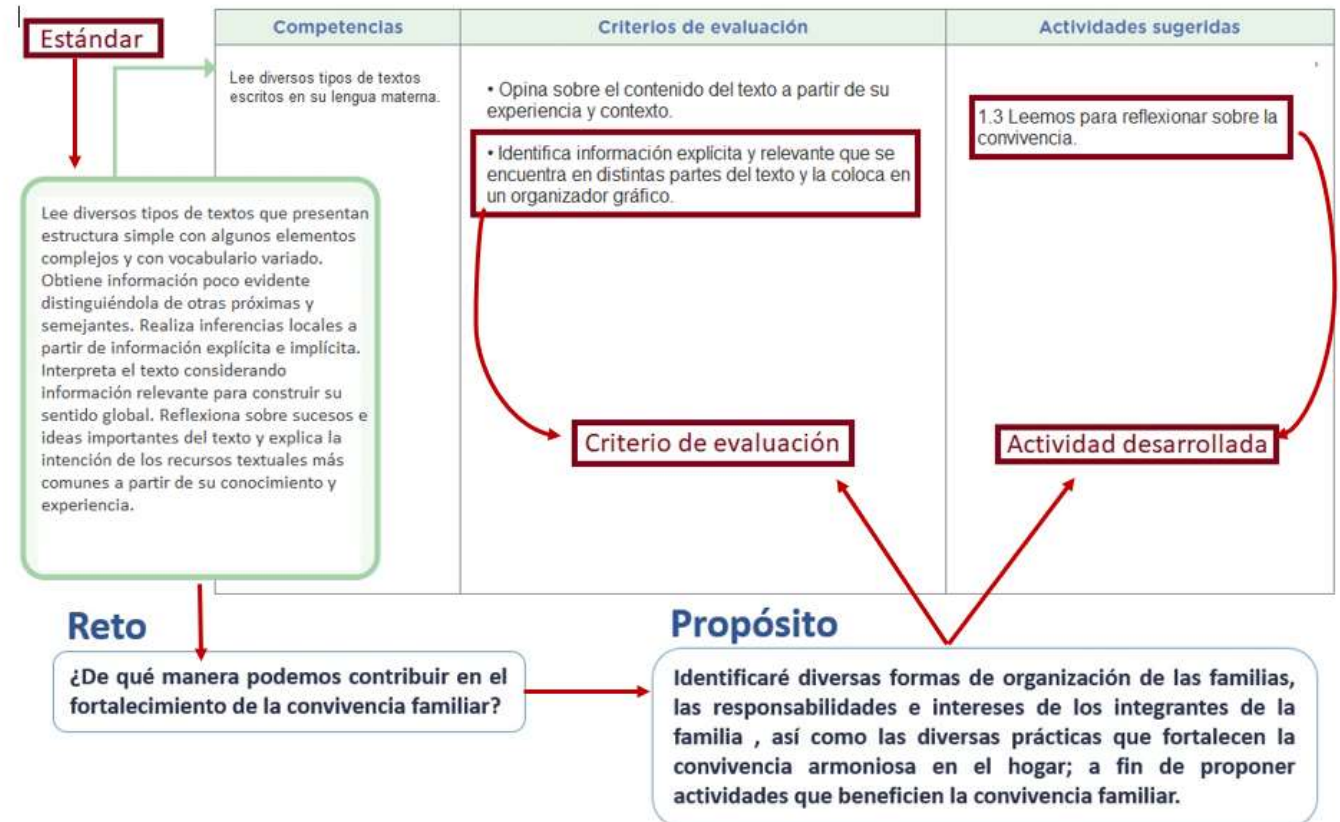 Estándar
Competencias
Criterios de evaluación
Actividades sugeridas
Lee diversos tipos de textos
escritos en su lengua materna.
• Opina sobre el contenido del texto a partir de su
experiencia y contexto.
• Identifica información explícita y relevante que se
encuentra en distintas partes del texto y la coloca en
un organizador gráfico.
1.3 Leemos para reflexionar sobre la
convivencia.
Lee diversos tipos de textos que presentan
estructura simple con algunos elementos
complejos y con vocabulario variado.
Obtiene información poco evidente
distinguiéndola de otras próximas y
semejantes. Realiza inferencias locales a
partir de información explícita e implícita.
Interpreta el texto considerando
información relevante para construir su
sentido global. Reflexiona sobre sucesos e
ideas importantes del texto y explica la
intención de los recursos textuales más
comunes a partir de su conocimiento y
experiencia.
Criterio de evaluación
Actividad desarrollada
Reto
¿De qué manera podemos contribuir en el
fortalecimiento de la convivencia familiar?
Propósito
Identificaré diversas formas de organización de las familias,
las responsabilidades e intereses de los integrantes de la
familia , así como las diversas prácticas que fortalecen la
convivencia armoniosa en el hogar; a fin de proponer
actividades que beneficien la convivencia familiar.